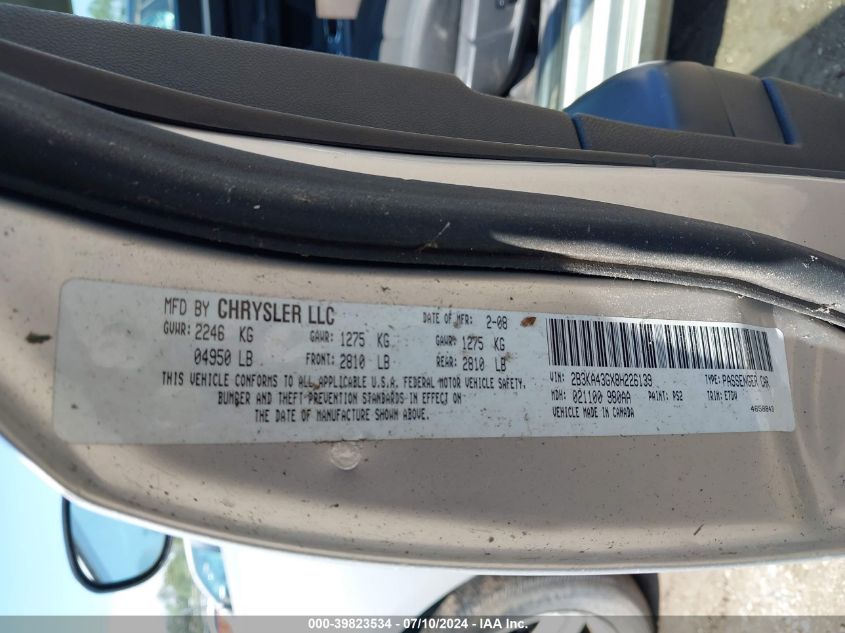 MFD BY CHRYSLER LLC DATE OF MFR: 2-08
GVWR: 2246 KG GAWR: 1275 KG GAWR: 1275 KG
04950 LB FRONT: 2810 LB REAR: 2810 LB
THIS VEHICLE CONFORMS TO ALL APPLICABLE U.S.A. FEDERAL MOTOR VEHICLE SAFETY,
BUMPER AND THEFT PREVENTION STANDARDS IN EFFECT ON
THE DATE OF MANUFACTURE SHOWN ABOVE.
VIN: 2B3KA43GX8H226139 TYPE: PASSENGER CAR
MDH: 021100 980AA PAINT: PS2 TRIM: ETDV
VEHICLE MADE IN CANADA 4658843
000-39823534 - 07/10/2024 - IAA Inc.